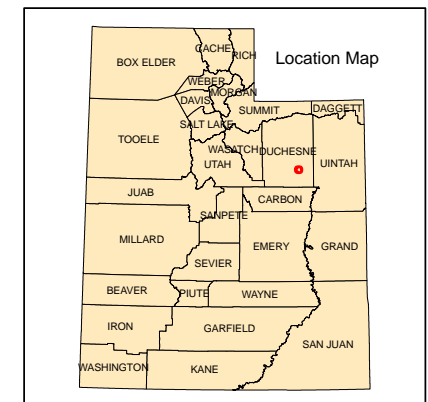 Location Map
CACHE
RICH
BOX ELDER
WEBER
MORGAN
DAVIS
SUMMIT
DAGGETT
SALT LAKE
TOOELE
WASATCH
DUCHESNE
UTAH
UINTAH
JUAB
CARBON
SANPETE
MILLARD
EMERY
GRAND
SEVIER
BEAVER
PIUTE
WAYNE
IRON
GARFIELD
SAN JUAN
WASHINGTON
KANE